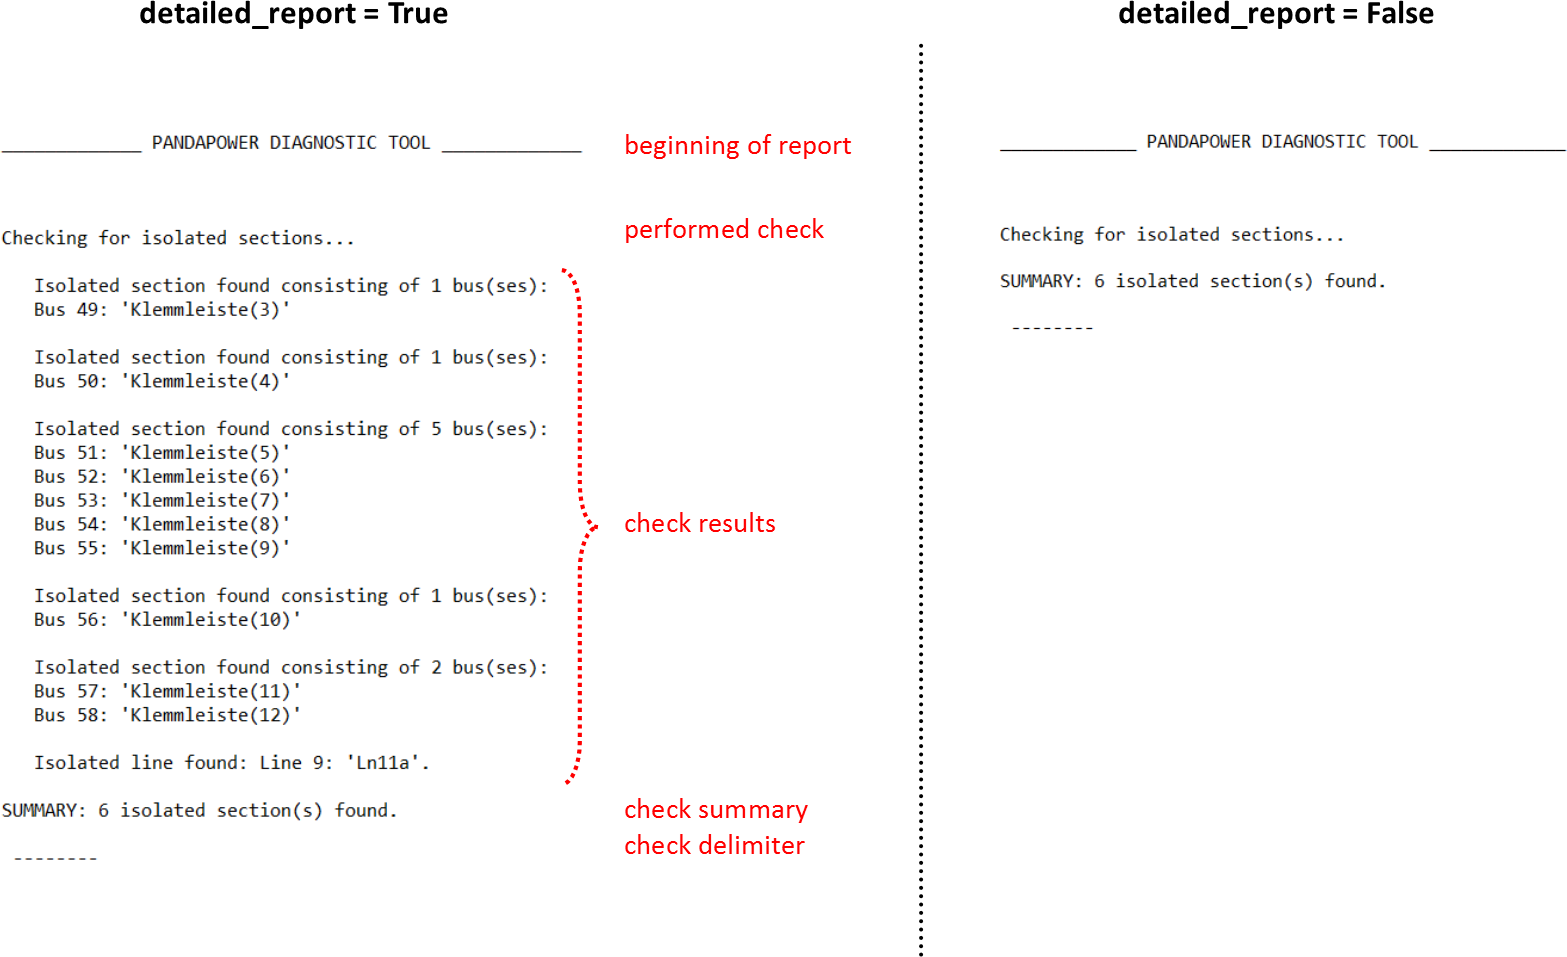 detailed_report = True
____________ PANDAPOWER DIAGNOSTIC TOOL ____________
beginning of report
performed check
Checking for isolated sections...
Isolated section found consisting of 1 bus(ses):
Bus 49: 'Klemmleiste(3)'
Isolated section found consisting of 1 bus(ses):
Bus 50: 'Klemmleiste(4)'
Isolated section found consisting of 5 bus(ses):
Bus 51: 'Klemmleiste(5)'
Bus 52: 'Klemmleiste(6)'
Bus 53: 'Klemmleiste(7)'
Bus 54: 'Klemmleiste(8)'
Bus 55: 'Klemmleiste(9)'
check results
Isolated section found consisting of 1 bus(ses):
Bus 56: 'Klemmleiste(10)'
Isolated section found consisting of 2 bus(ses):
Bus 57: 'Klemmleiste(11)'
Bus 58: 'Klemmleiste(12)'
Isolated line found: Line 9: 'Ln11a'.
SUMMARY: 6 isolated section(s) found.
check summary
check delimiter
--------
detailed_report = False
____________ PANDAPOWER DIAGNOSTIC TOOL ____________
Checking for isolated sections...
SUMMARY: 6 isolated section(s) found.
--------